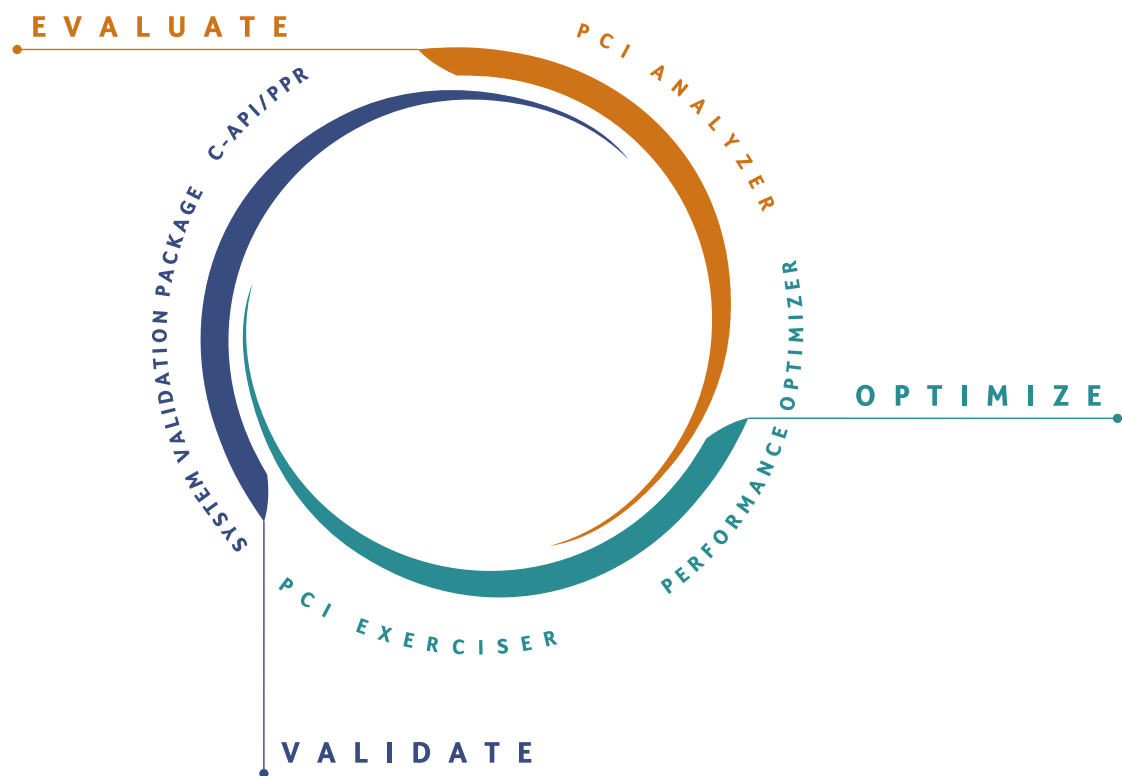 EVALUATE
PCI ANALYZER
C-API/PPR
SYSTEM VALIDATION PACKAGE
PERFORMANCE OPTIMIZER
OPTIMIZE
PCI EXERCISER
VALIDATE